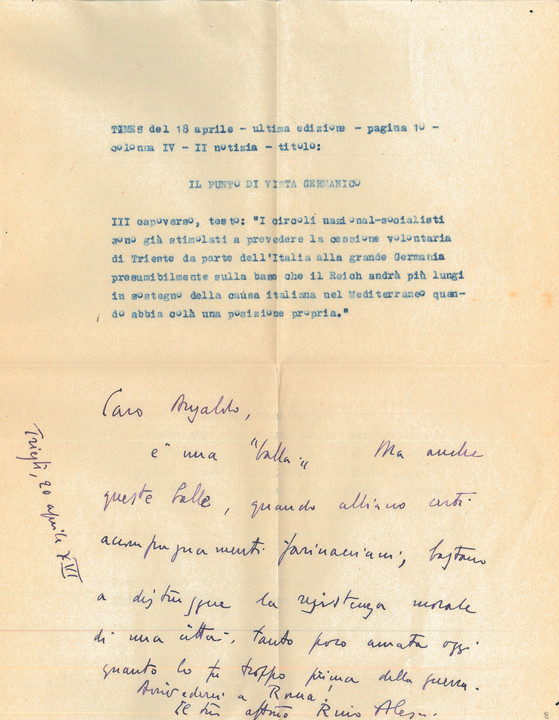 TIMES del 18 aprile - ultima edizione - pagina 10 -
colonna IV - II notizia - titolo:
IL PUNTO DI VISTA GERMANICO
III capoverso, testo: "I circoli nazional-socialisti
sono già stimolati a provedere la cessione volontaria
di Trieste da parte dell'Italia alla grande Germania
presumibilmente sulla base che il Reich andrà più lungi
in sostegno della causa italiana nel Mediterraneo quan-
do abbia colà una posizione propria."
Caro Ansaldo,
è una "balla". Ma anche
queste balle, quando abbiano certi
accompagnamenti farinacciani, bastano
a distruggere la resistenza morale
di una città, tanto poco amata oggi
quanto lo fu troppo prima della guerra.
Arrivederci a Roma!
Il tuo affmo Rino Alessi
Trieste, 20 aprile XVI